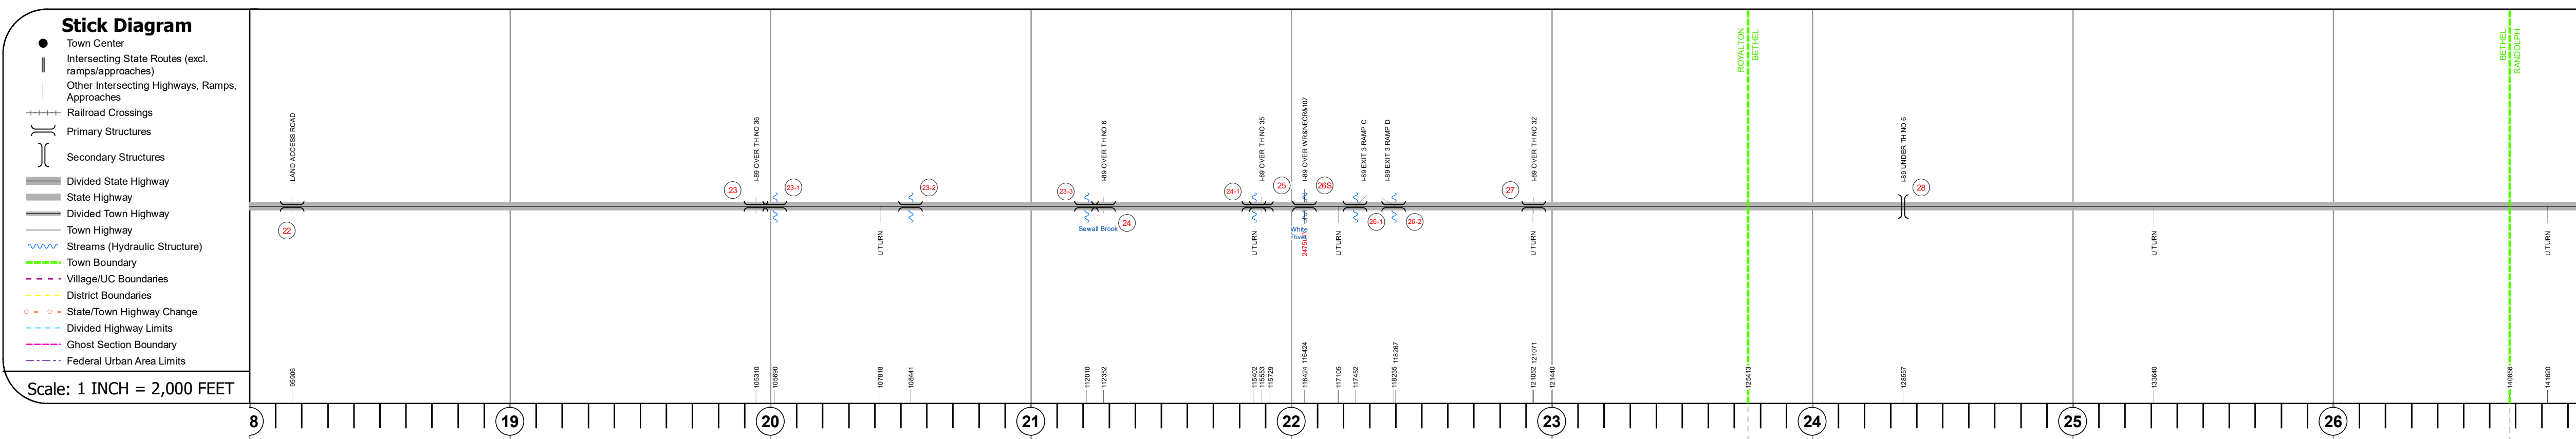 Stick Diagram
Town Center
Intersecting State Routes (excl.
ramps/approaches)
Other Intersecting Highways, Ramps,
Approaches
Railroad Crossings
Primary Structures
Secondary Structures
Divided State Highway
State Highway
Divided Town Highway
Town Highway
Streams (Hydraulic Structure)
Town Boundary
Village/UC Boundaries
District Boundaries
State/Town Highway Change
Divided Highway Limits
Ghost Section Boundary
Federal Urban Area Limits
Scale: 1 INCH = 2,000 FEET
ROYALTON
BETHEL
BETHEL
RANDOLPH
LAND ACCESS ROAD
I-89 OVER TH NO 36
I-89 OVER TH NO 6
I-89 OVER TH NO 35
I-89 OVER WR&NECR&107
I-89 EXIT 3 RAMP C
I-89 EXIT 3 RAMP D
I-89 OVER TH NO 32
I-89 UNDER TH NO 6
22
23
23-1
23-2
23-3
24
24-1
25
26S
26-1
26-2
27
28
Sewall Brook
White
River
U TURN
U TURN
U TURN
U TURN
U TURN
U TURN
95906
105310
105690
107818
108441
112010
112352
115402
115553
115729
116424
116424
117105
117452
118235
118267
121052
121071
121440
125413
128557
133640
140856
141620
8
19
20
21
22
23
24
25
26